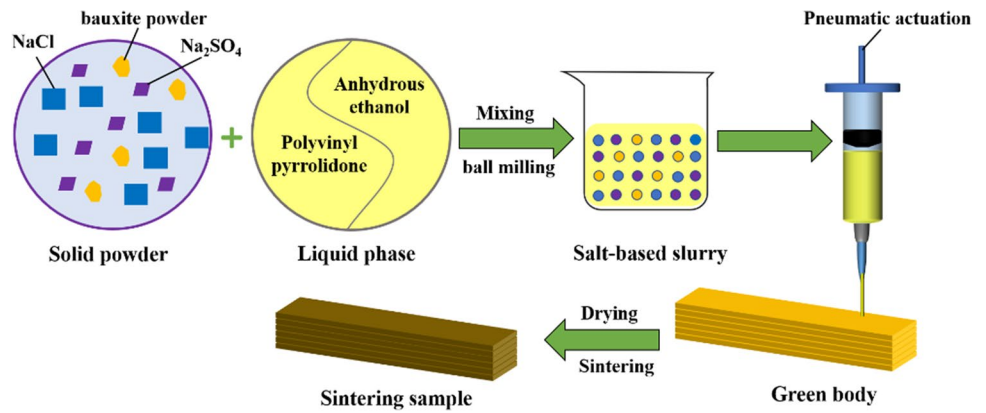 bauxite powder
NaCl
Na₂SO₄
Solid powder
+
Anhydrous
ethanol
Polyvinyl
pyrrolidone
Liquid phase
Mixing
ball milling
Salt-based slurry
Pneumatic actuation
Green body
Drying
Sintering
Sintering sample